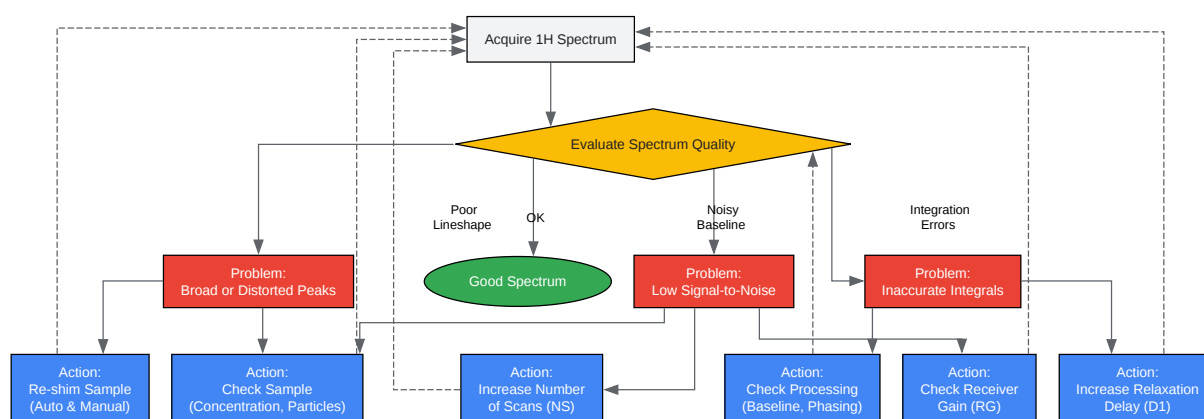 Acquire 1H Spectrum
Evaluate Spectrum Quality
Poor
Lineshape
OK
Noisy
Baseline
Integration
Errors
Problem:
Broad or Distorted Peaks
Good Spectrum
Problem:
Low Signal-to-Noise
Problem:
Inaccurate Integrals
Action:
Re-shim Sample
(Auto & Manual)
Action:
Check Sample
(Concentration, Particles)
Action:
Increase Number
of Scans (NS)
Action:
Check Processing
(Baseline, Phasing)
Action:
Check Receiver
Gain (RG)
Action:
Increase Relaxation
Delay (D1)